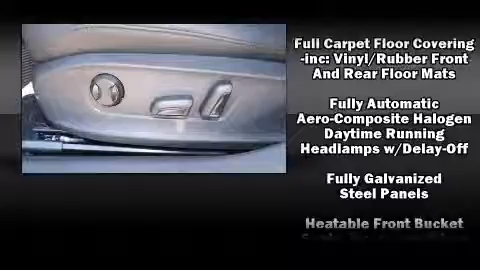 Full Carpet Floor Covering
-inc: Vinyl/Rubber Front
And Rear Floor Mats
Fully Automatic
Aero-Composite Halogen
Daytime Running
Headlamps w/Delay-Off
Fully Galvanized
Steel Panels
Heatable Front Bucket